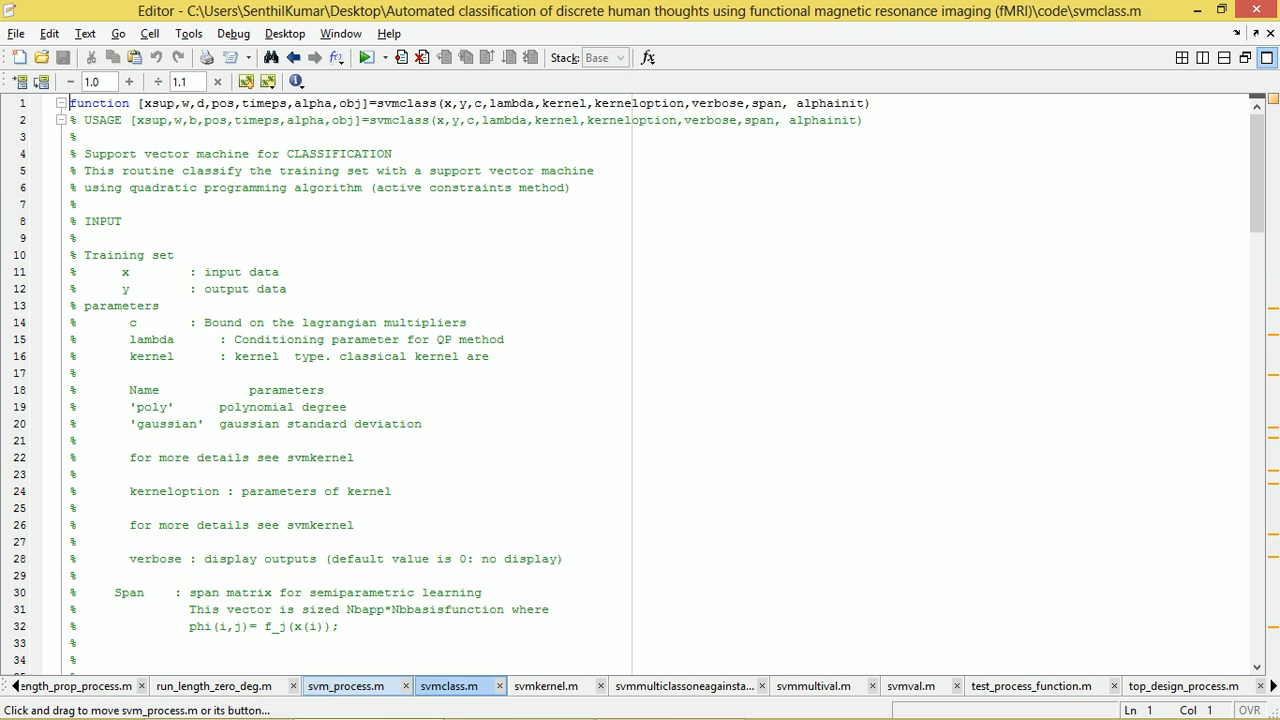 Editor - C:\Users\SenthilKumar\Desktop\Automated classification of discrete human thoughts using functional magnetic resonance imaging (fMRI)\code\svmclass.m
File Edit Text Go Cell Tools Debug Desktop Window Help
Stack: Base fx
− 1.0 + ÷ 1.1 ×
1 function [xsup,w,d,pos,timeps,alpha,obj]=svmclass(x,y,c,lambda,kernel,kerneloption,verbose,span, alphainit)
2 % USAGE [xsup,w,b,pos,timeps,alpha,obj]=svmclass(x,y,c,lambda,kernel,kerneloption,verbose,span, alphainit)
3 %
4 % Support vector machine for CLASSIFICATION
5 % This routine classify the training set with a support vector machine
6 % using quadratic programming algorithm (active constraints method)
7 %
8 % INPUT
9 %
10 % Training set
11 % x : input data
12 % y : output data
13 % parameters
14 % c : Bound on the lagrangian multipliers
15 % lambda : Conditioning parameter for QP method
16 % kernel : kernel type. classical kernel are
17 %
18 % Name parameters
19 % 'poly' polynomial degree
20 % 'gaussian' gaussian standard deviation
21 %
22 % for more details see svmkernel
23 %
24 % kerneloption : parameters of kernel
25 %
26 % for more details see svmkernel
27 %
28 % verbose : display outputs (default value is 0: no display)
29 %
30 % Span : span matrix for semiparametric learning
31 % This vector is sized Nbapp*Nbbasisfunction where
32 % phi(i,j)= f_j(x(i));
33 %
34 %
ength_prop_process.m × run_length_zero_deg.m × svm_process.m × svmclass.m × svmkernel.m × svmmulticlassoneagainsta... × svmmultival.m × svmval.m × test_process_function.m × top_design_process.m ×
Click and drag to move svm_process.m or its button... Ln 1 Col 1 OVR